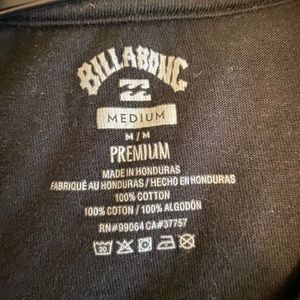 BILLABONG
MEDIUM
M / M
PREMIUM
MADE IN HONDURAS
FABRIQUÉ AU HONDURAS / HECHO EN HONDURAS
100% COTTON
100% COTON / 100% ALGODÓN
RN#99064 CA#37757
30